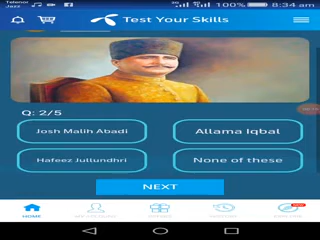 Telenor
Jazz
100% 8:34 am
Test Your Skills
Q: 2/5
Josh Malih Abadi
Allama Iqbal
Hafeez Jullundhri
None of these
NEXT
HOME